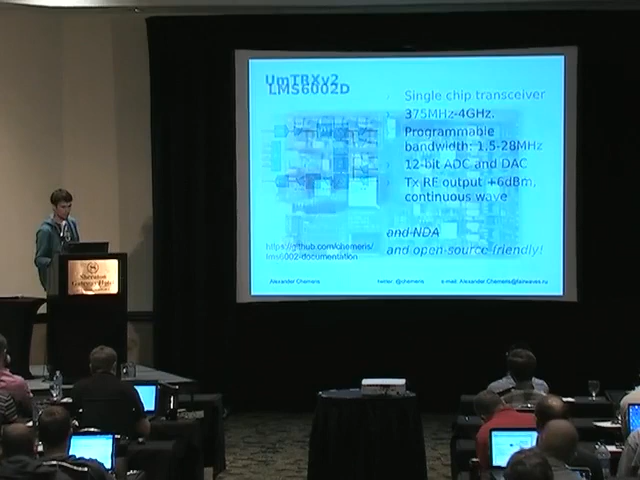 UmTRXv2
LMS6002D
Single chip transceiver
375MHz-4GHz.
Programmable
bandwidth: 1.5-28MHz
12-bit ADC and DAC
Tx RF output +6dBm,
continuous wave
and NDA
and open-source-friendly!
https://github.com/chemeris/
lms6002-documentation
Alexander Chemeris
twitter: @chemeris
e-mail: Alexander.Chemeris@fairwaves.ru
Sheraton